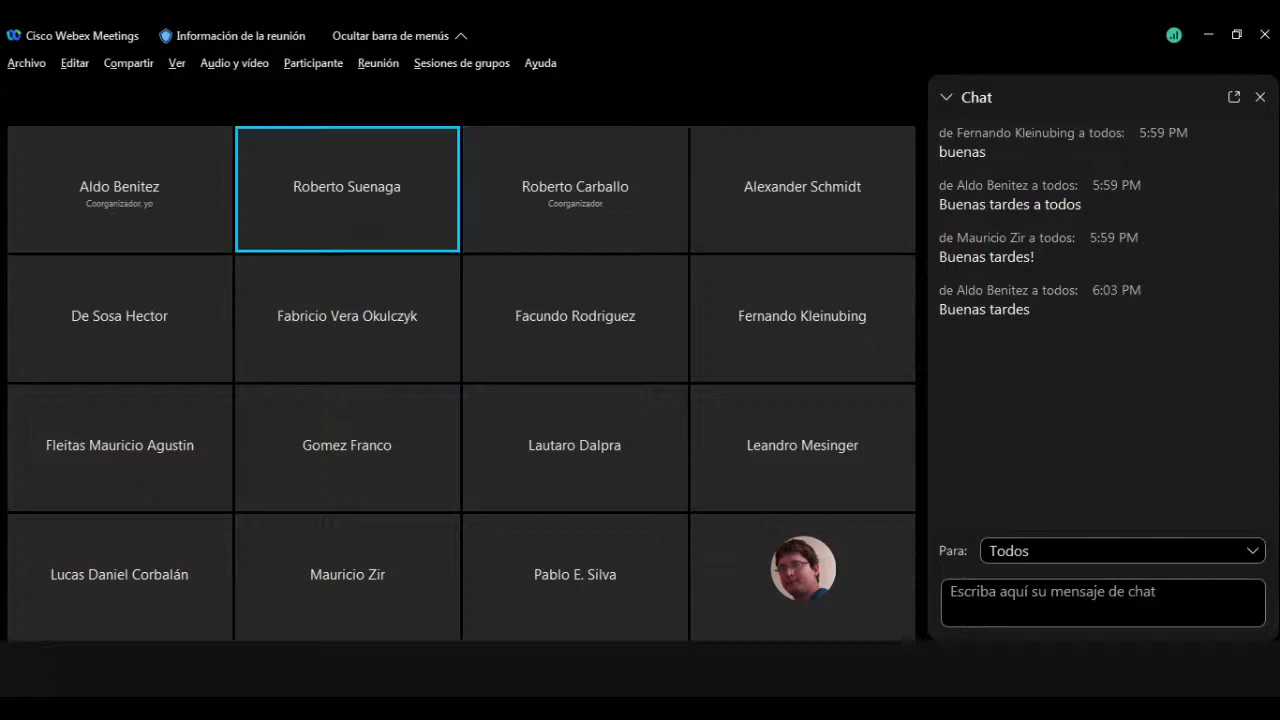 Cisco Webex Meetings
Información de la reunión
Ocultar barra de menús
Archivo Editar Compartir Ver Audio y vídeo Participante Reunión Sesiones de grupos Ayuda
Aldo Benitez
Coorganizador, yo
Roberto Suenaga
Roberto Carballo
Coorganizador
Alexander Schmidt
De Sosa Hector
Fabricio Vera Okulczyk
Facundo Rodriguez
Fernando Kleinubing
Fleitas Mauricio Agustin
Gomez Franco
Lautaro Dalpra
Leandro Mesinger
Lucas Daniel Corbalán
Mauricio Zir
Pablo E. Silva
Chat
de Fernando Kleinubing a todos: 5:59 PM
buenas
de Aldo Benitez a todos: 5:59 PM
Buenas tardes a todos
de Mauricio Zir a todos: 5:59 PM
Buenas tardes!
de Aldo Benitez a todos: 6:03 PM
Buenas tardes
Para: Todos
Escriba aquí su mensaje de chat